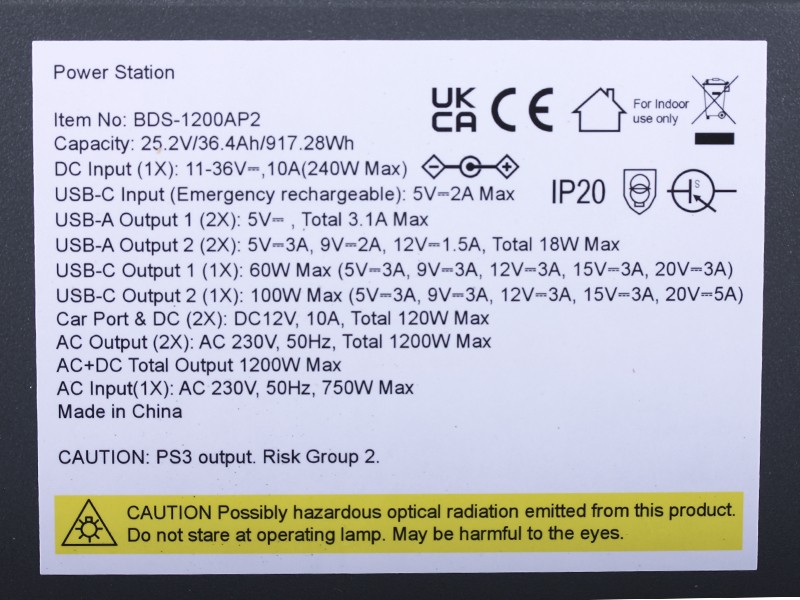 Power Station
Item No: BDS-1200AP2
Capacity: 25.2V/36.4Ah/917.28Wh
DC Input (1X): 11-36V⎓,10A(240W Max)
USB-C Input (Emergency rechargeable): 5V⎓2A Max
USB-A Output 1 (2X): 5V⎓ , Total 3.1A Max
USB-A Output 2 (2X): 5V⎓3A, 9V⎓2A, 12V⎓1.5A, Total 18W Max
USB-C Output 1 (1X): 60W Max (5V⎓3A, 9V⎓3A, 12V⎓3A, 15V⎓3A, 20V⎓3A)
USB-C Output 2 (1X): 100W Max (5V⎓3A, 9V⎓3A, 12V⎓3A, 15V⎓3A, 20V⎓5A)
Car Port & DC (2X): DC12V, 10A, Total 120W Max
AC Output (2X): AC 230V, 50Hz, Total 1200W Max
AC+DC Total Output 1200W Max
AC Input(1X): AC 230V, 50Hz, 750W Max
Made in China
UK
CA
CE
For Indoor
use only
IP20
S
CAUTION: PS3 output. Risk Group 2.
CAUTION Possibly hazardous optical radiation emitted from this product.
Do not stare at operating lamp. May be harmful to the eyes.